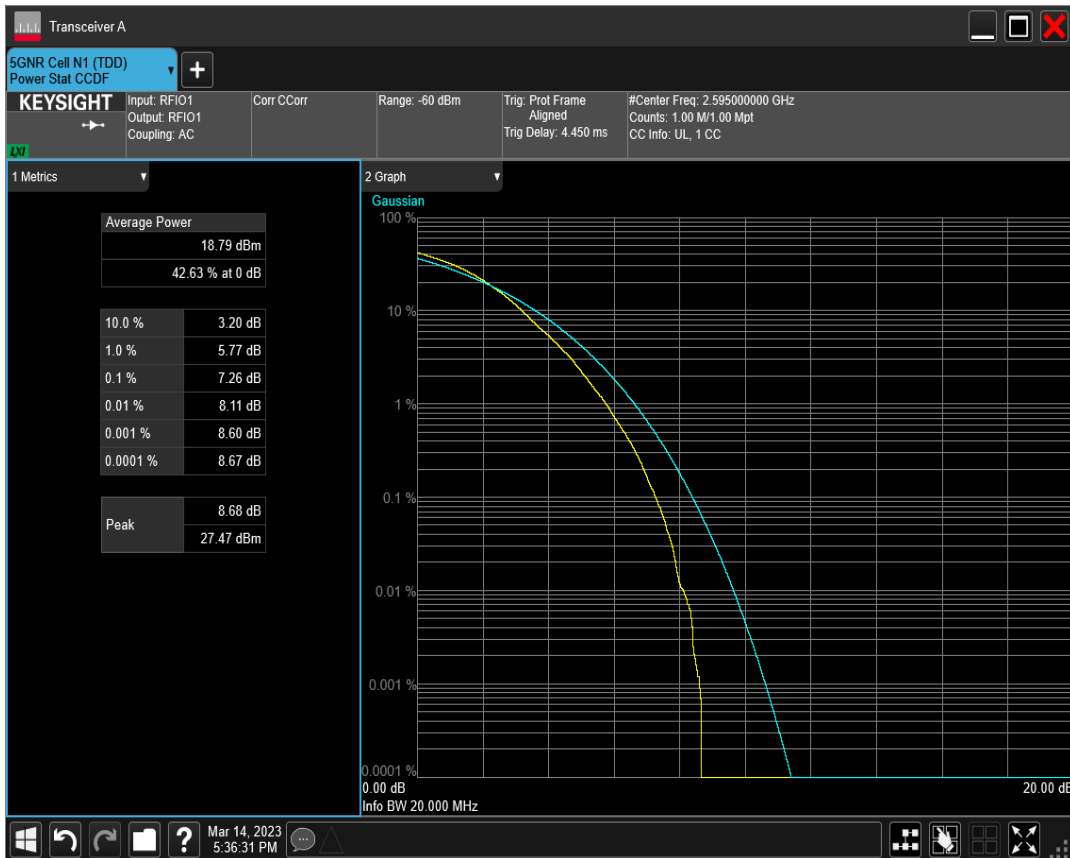 Transceiver A
5GNR Cell N1 (TDD)
Power Stat CCDF
+
KEYSIGHT
LXI
Input: RFIO1
Output: RFIO1
Coupling: AC
Corr CCorr
Range: -60 dBm
Trig: Prot Frame
Aligned
Trig Delay: 4.450 ms
#Center Freq: 2.595000000 GHz
Counts: 1.00 M/1.00 Mpt
CC Info: UL, 1 CC
1 Metrics
Average Power
18.79 dBm
42.63 % at 0 dB
10.0 % 3.20 dB
1.0 % 5.77 dB
0.1 % 7.26 dB
0.01 % 8.11 dB
0.001 % 8.60 dB
0.0001 % 8.67 dB
Peak 8.68 dB
27.47 dBm
2 Graph
Gaussian
100 %
10 %
1 %
0.1 %
0.01 %
0.001 %
0.0001 %
0.00 dB 20.00 dB
Info BW 20.000 MHz
?
Mar 14, 2023
5:36:31 PM